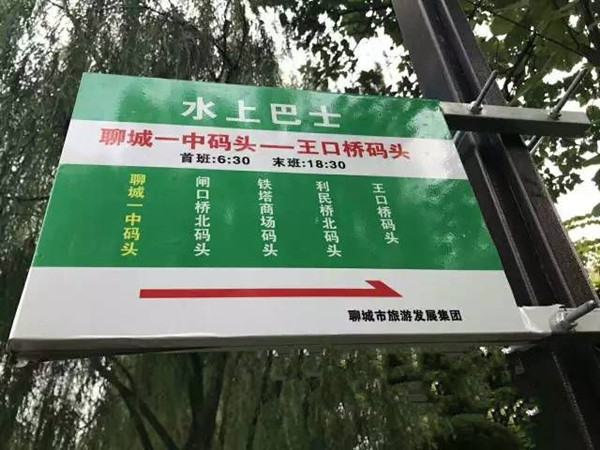 水上巴士
聊城一中码头——王口桥码头
首班:6:30 末班:18:30
聊城一中码头
闸口桥北码头
铁塔商场码头
利民桥北码头
王口桥码头
聊城市旅游发展集团